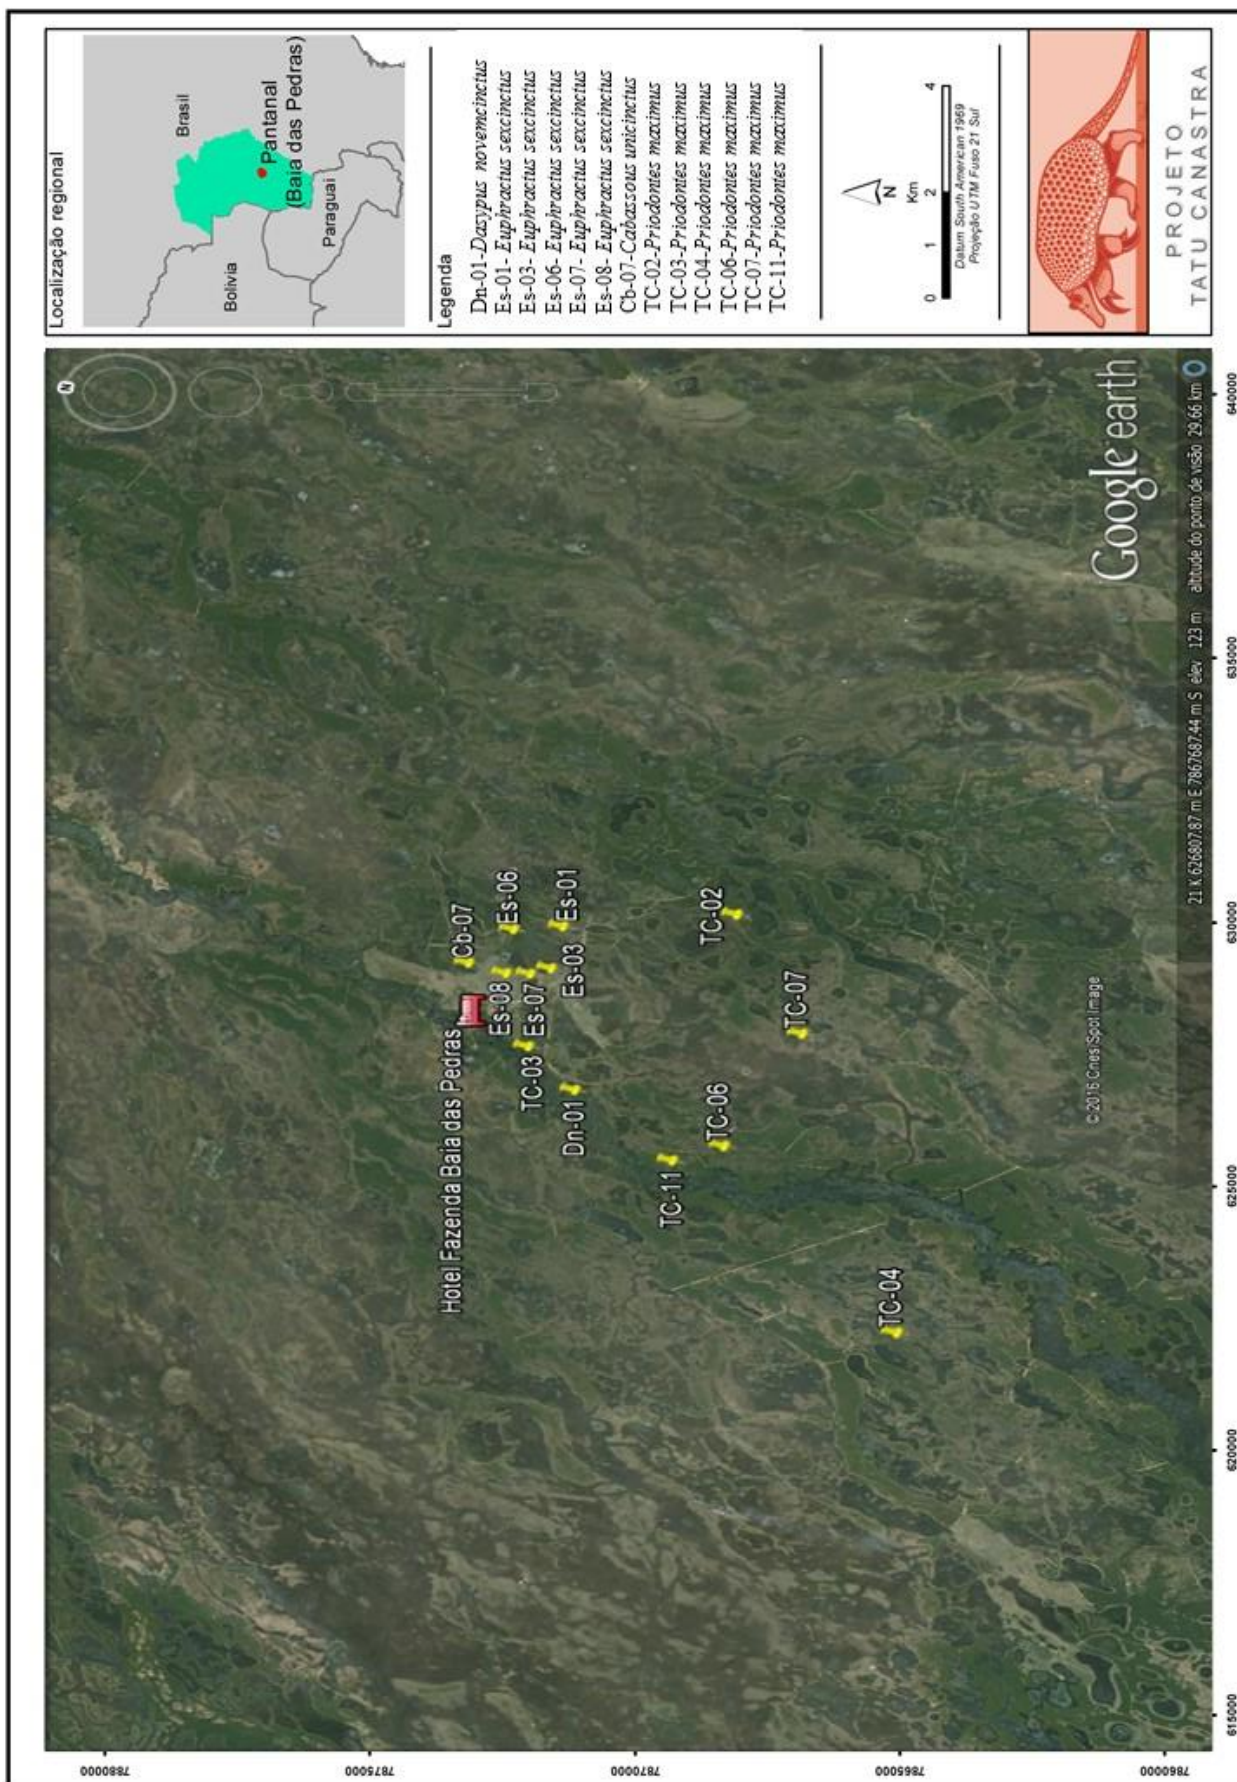 Localização regional
Brasil
Bolivia
Pantanal
(Baia das Pedras)
Paraguai
Legenda
Dn-01-Dasypus novemcinctus
Es-01- Euphractus sexcinctus
Es-03- Euphractus sexcinctus
Es-06- Euphractus sexcinctus
Es-07- Euphractus sexcinctus
Es-08- Euphractus sexcinctus
Cb-07-Cabassous unicinctus
TC-02-Priodontes maximus
TC-03-Priodontes maximus
TC-04-Priodontes maximus
TC-06-Priodontes maximus
TC-07-Priodontes maximus
TC-11-Priodontes maximus
N
Km
0 1 2 4
Datum South American 1969
Projeção UTM Fuso 21 Sul
PROJETO
TATU CANASTRA
N
Hotel Fazenda Baia das Pedras
Cb-07
Es-08
Es-06
TC-03
Es-07
Dn-01
Es-03
Es-01
TC-11
TC-06
TC-02
TC-07
TC-04
© 2016 Cnes/Spot Image
Google earth
21 K 626807.87 m E 7867687.44 m S elev 123 m altitude do ponto de visão 29.66 km
7880000
7875000
7870000
7865000
7860000
615000
620000
625000
630000
635000
640000